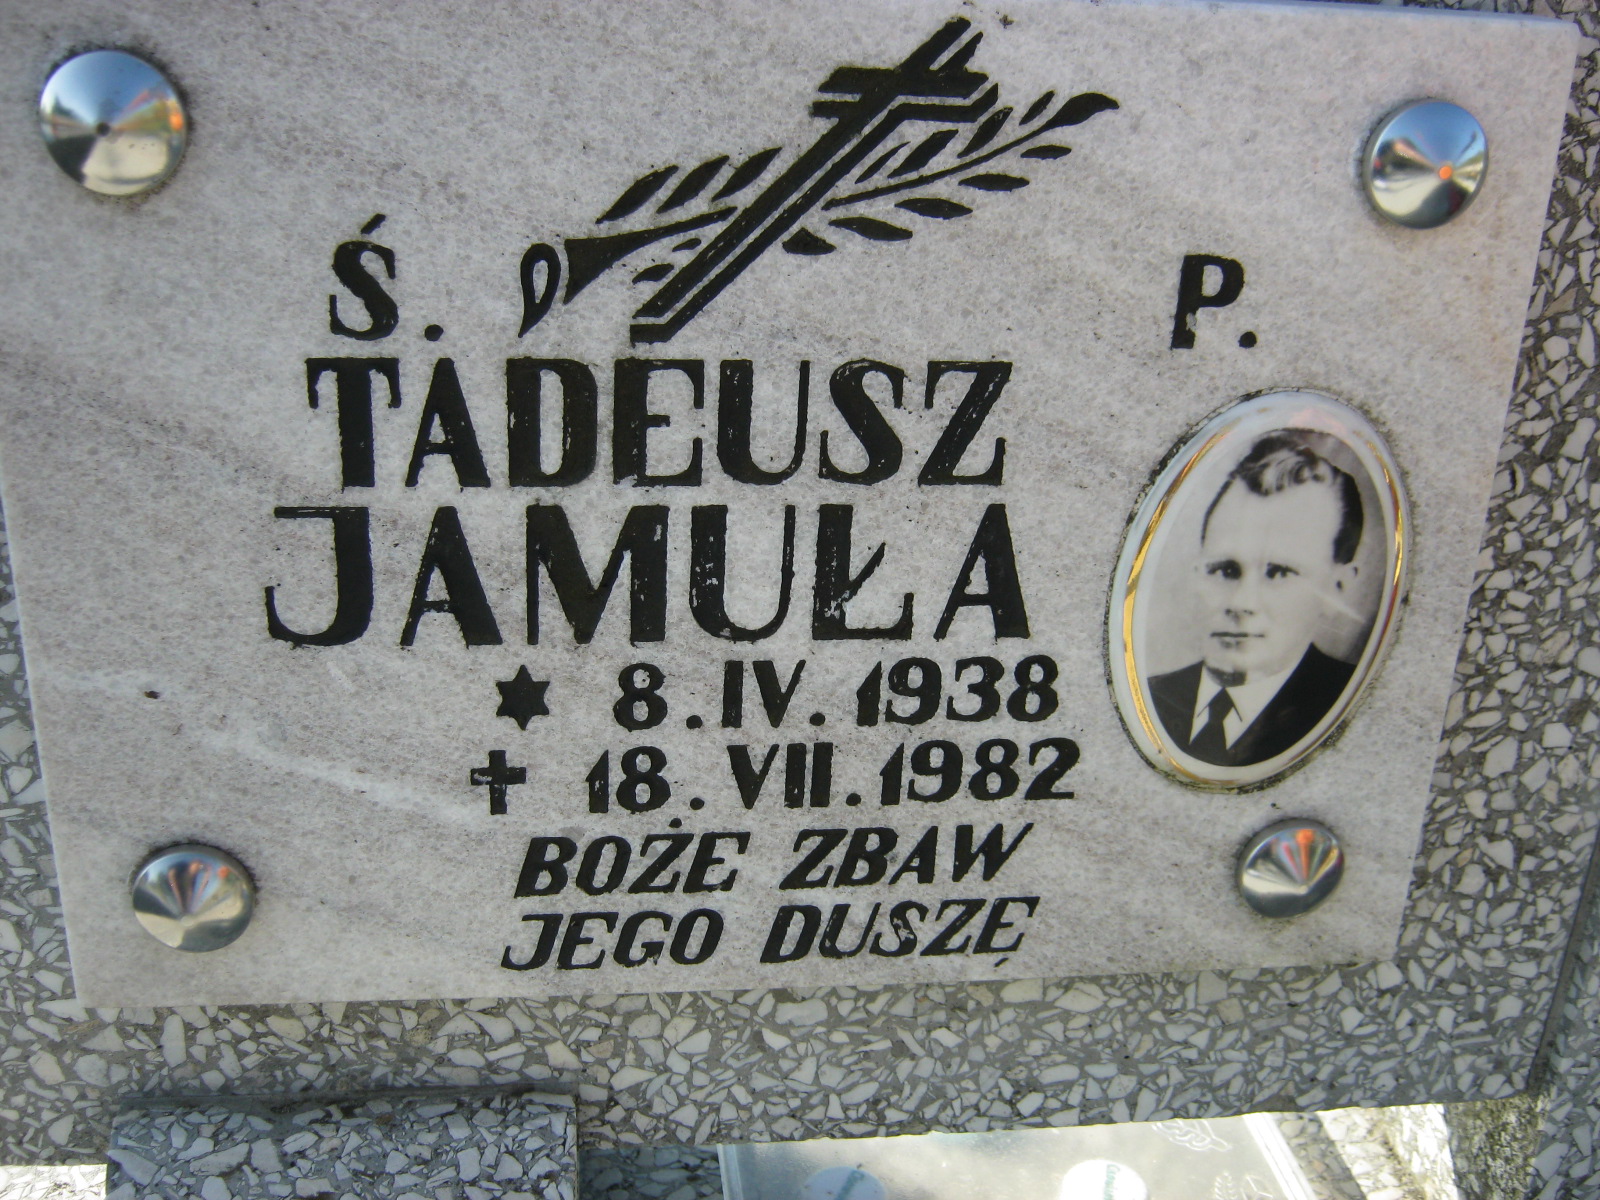 Ś. P.
TADEUSZ
JAMUŁA
8.IV.1938
18.VII.1982
BOŻE ZBAW
JEGO DUSZĘ